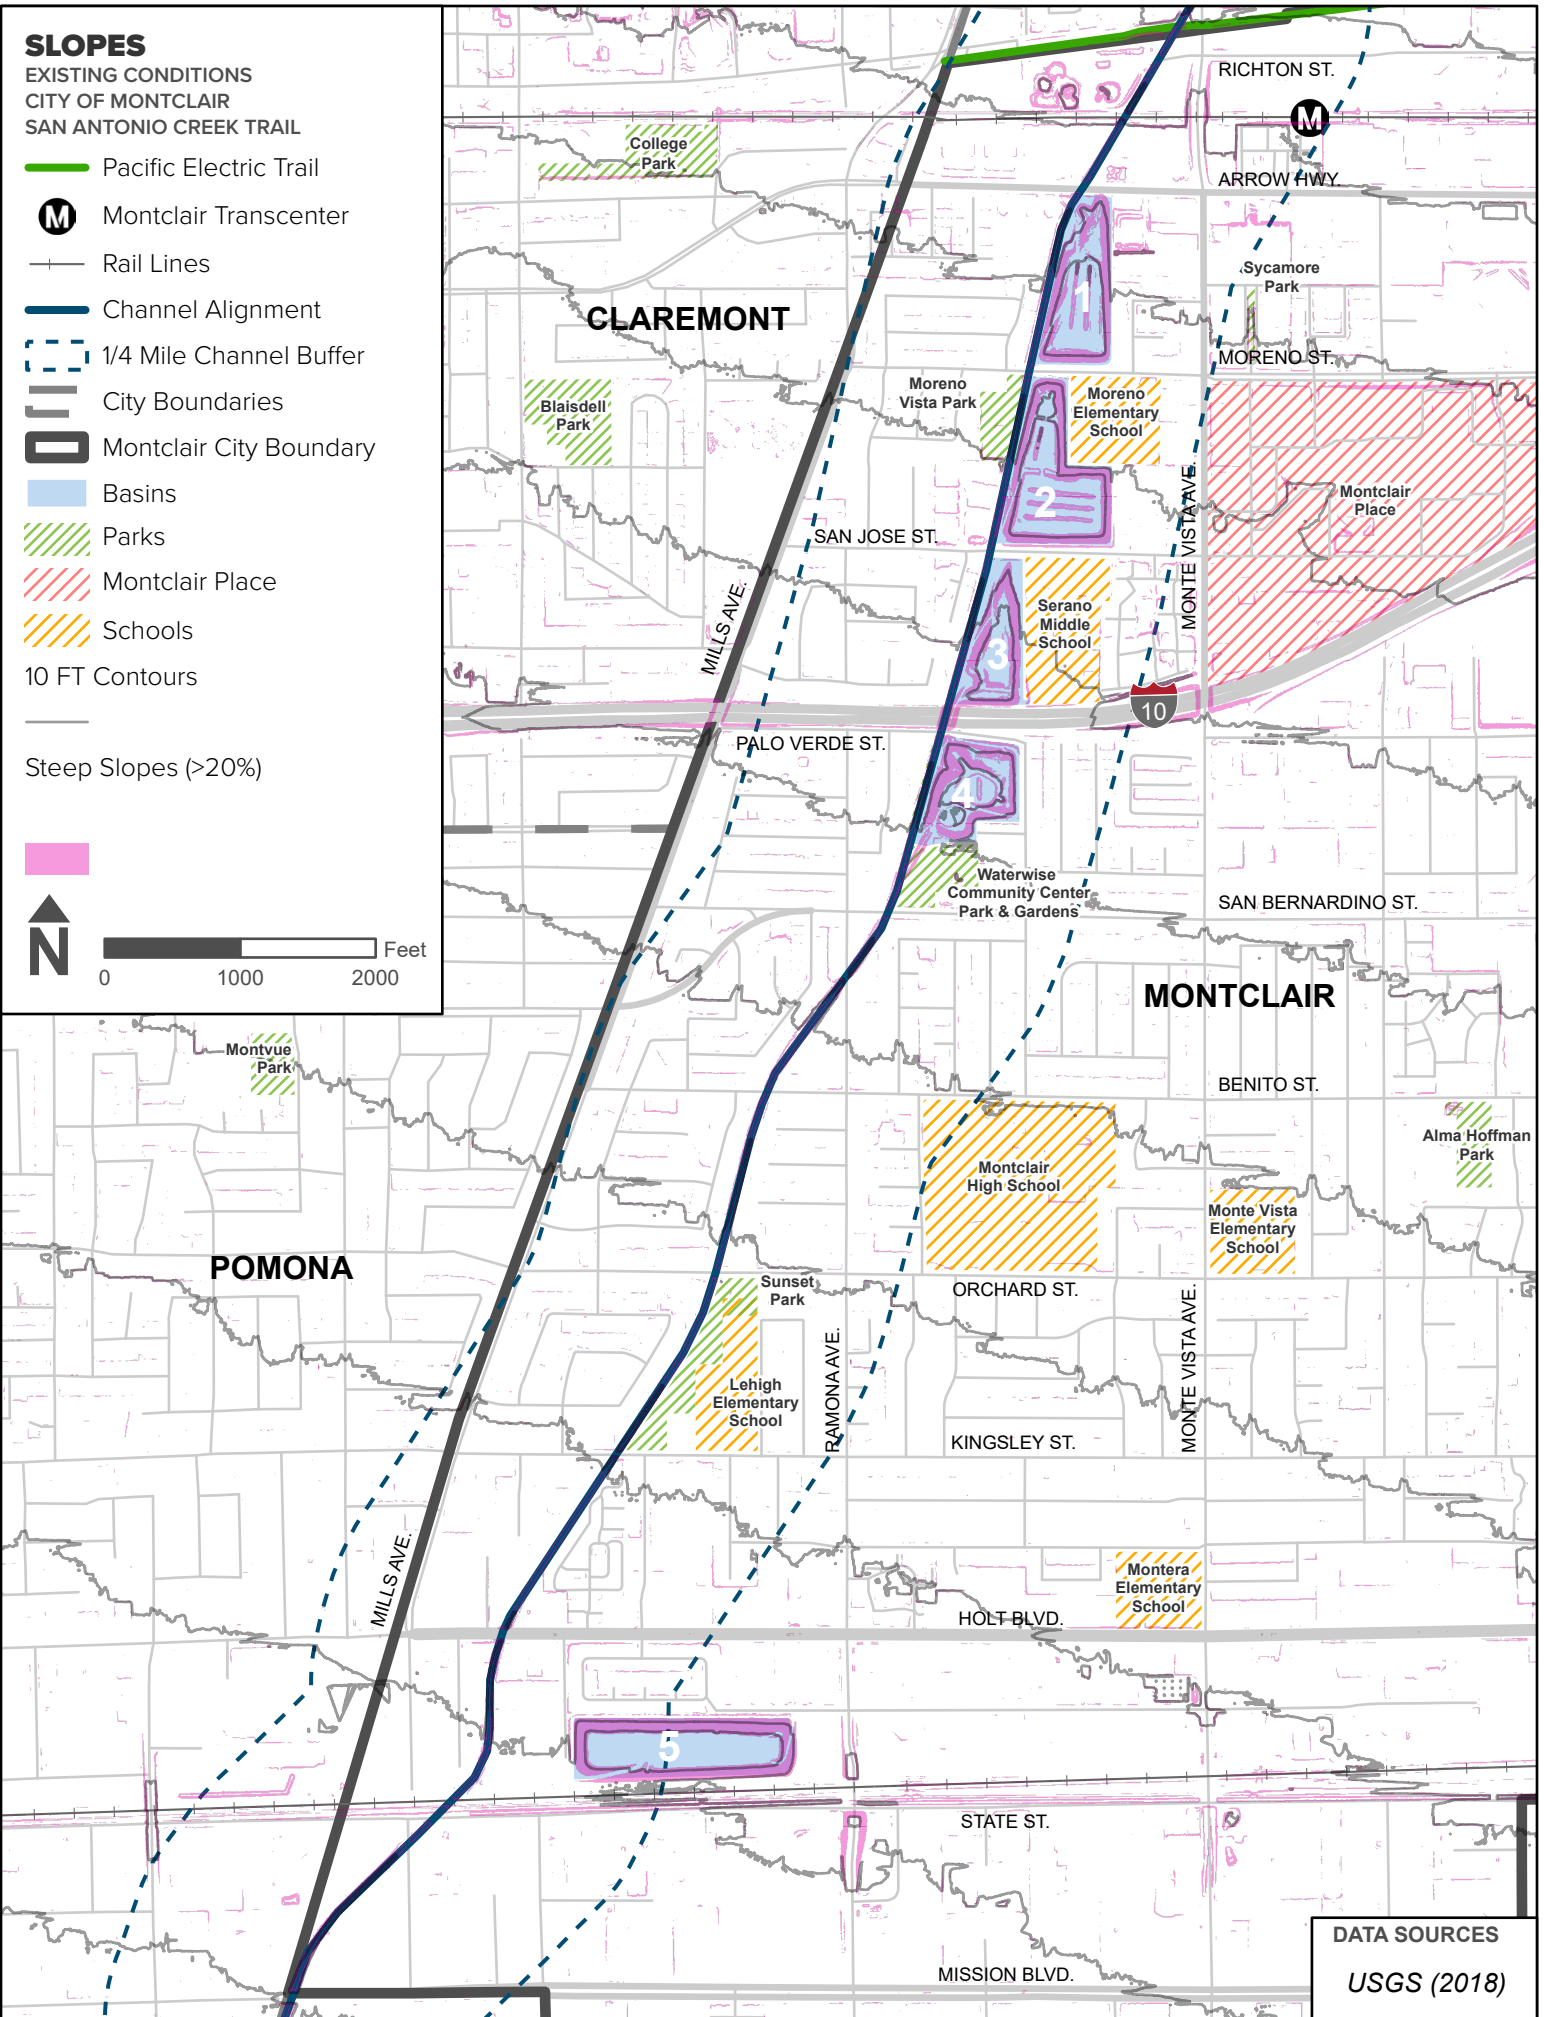 SLOPES
EXISTING CONDITIONS
CITY OF MONTCLAIR
SAN ANTONIO CREEK TRAIL
Pacific Electric Trail
M
Montclair Transcenter
Rail Lines
Channel Alignment
1/4 Mile Channel Buffer
City Boundaries
Montclair City Boundary
Basins
Parks
Montclair Place
Schools
10 FT Contours
Steep Slopes (>20%)
N
Feet
0 1000 2000
RICHTON ST.
M
College
Park
ARROW HWY.
Sycamore
Park
1
CLAREMONT
MORENO ST.
Moreno
Vista Park
Moreno
Elementary
School
Blaisdell
Park
2
Montclair
Place
MONTE VISTA AVE.
SAN JOSE ST.
MILLS AVE.
Serano
Middle
School
3
10
PALO VERDE ST.
4
Waterwise
Community Center
Park & Gardens
SAN BERNARDINO ST.
MONTCLAIR
Montvue
Park
BENITO ST.
Alma Hoffman
Park
Montclair
High School
Monte Vista
Elementary
School
POMONA
Sunset
Park
ORCHARD ST.
MONTE VISTA AVE.
RAMONA AVE.
Lehigh
Elementary
School
KINGSLEY ST.
MILLS AVE.
Montera
Elementary
School
HOLT BLVD.
5
STATE ST.
MISSION BLVD.
DATA SOURCES
USGS (2018)